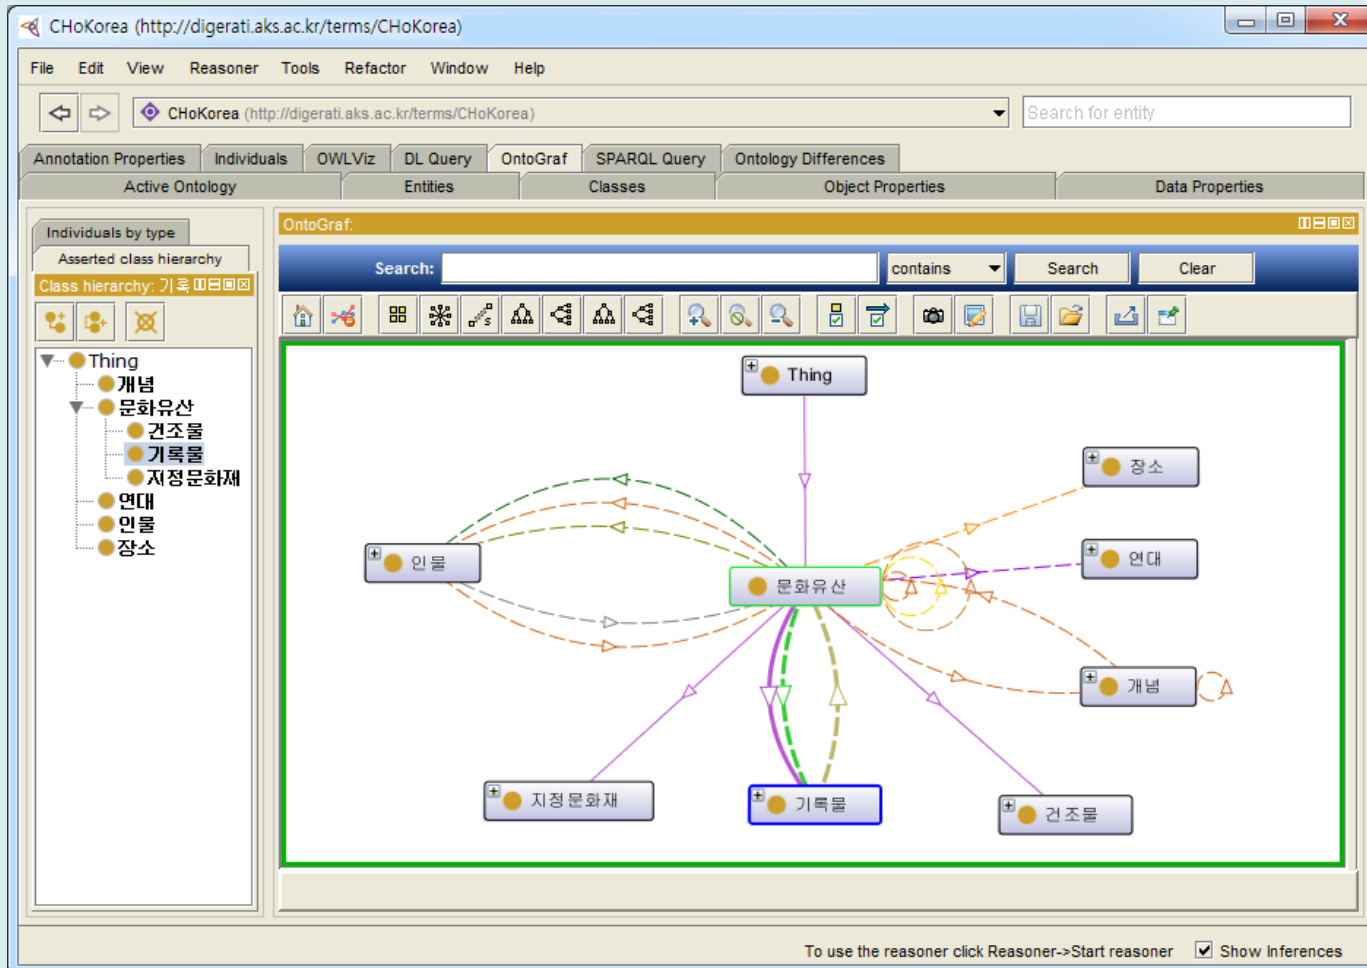 CHoKorea (http://digerati.aks.ac.kr/terms/CHoKorea)
File Edit View Reasoner Tools Refactor Window Help
CHoKorea (http://digerati.aks.ac.kr/terms/CHoKorea)
Search for entity
Annotation Properties Individuals OWLViz DL Query OntoGraf SPARQL Query Ontology Differences
Active Ontology Entities Classes Object Properties Data Properties
Individuals by type
Asserted class hierarchy
Class hierarchy: 기록
Thing
개념
문화유산
건조물
기록물
지정문화재
연대
인물
장소
OntoGraf:
Search: contains Search Clear
Thing
장소
연대
인물
문화유산
개념
지정문화재
기록물
건조물
To use the reasoner click Reasoner->Start reasoner Show Inferences